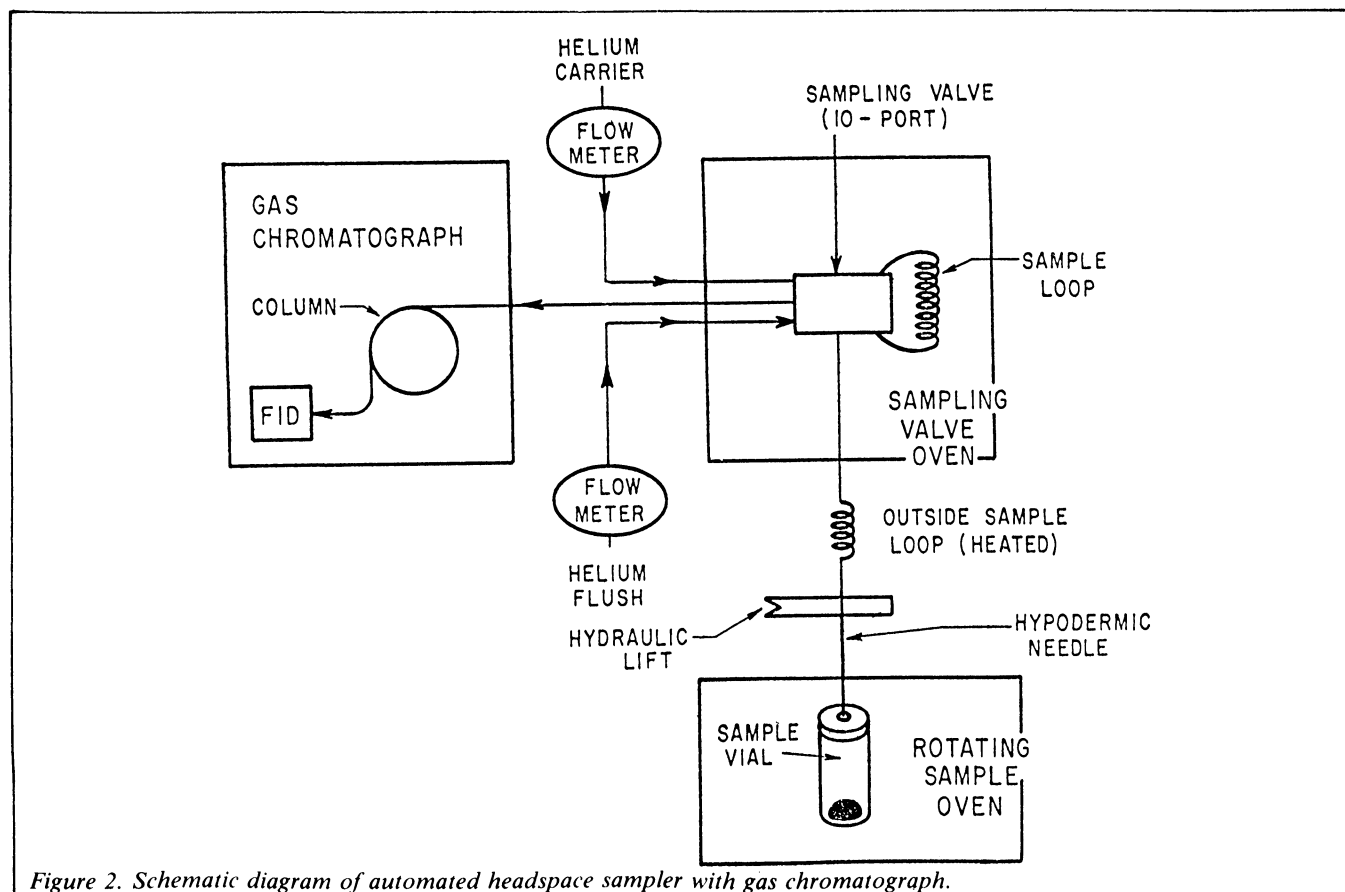 HELIUM
CARRIER
FLOW
METER
SAMPLING VALVE
(10-PORT)
GAS
CHROMATOGRAPH
COLUMN
FID
SAMPLE
LOOP
SAMPLING
VALVE
OVEN
FLOW
METER
HELIUM
FLUSH
OUTSIDE SAMPLE
LOOP (HEATED)
HYDRAULIC
LIFT
HYPODERMIC
NEEDLE
SAMPLE
VIAL
ROTATING
SAMPLE
OVEN
Figure 2. Schematic diagram of automated headspace sampler with gas chromatograph.